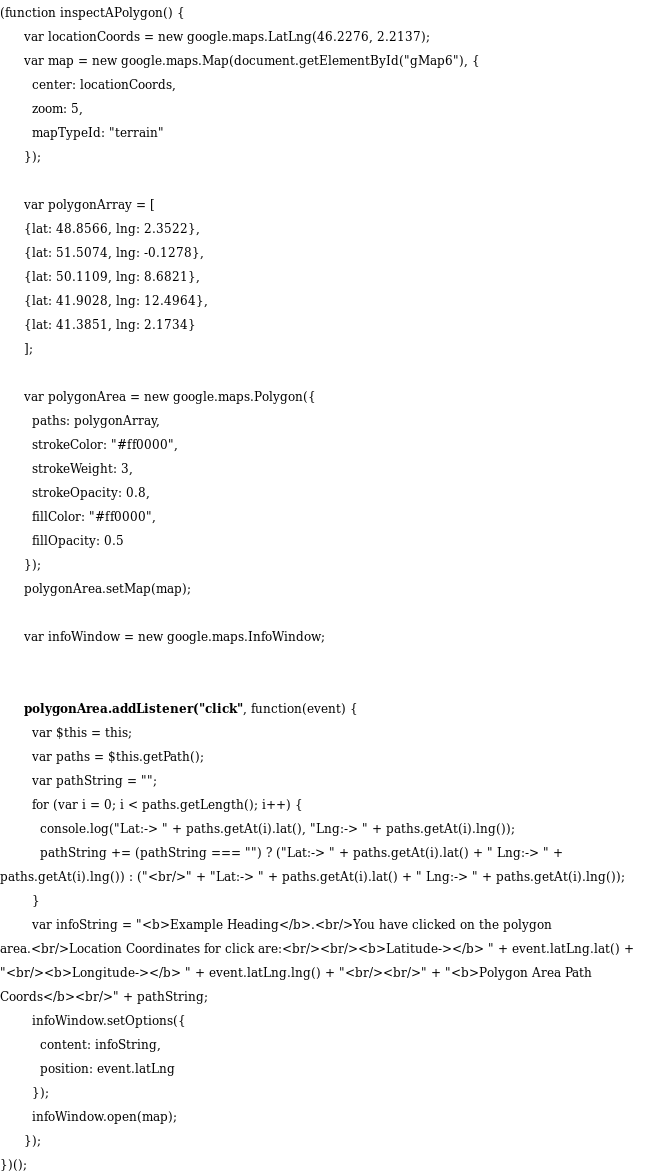 (function inspectAPolygon() {
var locationCoords = new google.maps.LatLng(46.2276, 2.2137);
var map = new google.maps.Map(document.getElementById("gMap6"), {
center: locationCoords,
zoom: 5,
mapTypeId: "terrain"
});
var polygonArray = [
{lat: 48.8566, lng: 2.3522},
{lat: 51.5074, lng: -0.1278},
{lat: 50.1109, lng: 8.6821},
{lat: 41.9028, lng: 12.4964},
{lat: 41.3851, lng: 2.1734}
];
var polygonArea = new google.maps.Polygon({
paths: polygonArray,
strokeColor: "#ff0000",
strokeWeight: 3,
strokeOpacity: 0.8,
fillColor: "#ff0000",
fillOpacity: 0.5
});
polygonArea.setMap(map);
var infoWindow = new google.maps.InfoWindow;
polygonArea.addListener("click", function(event) {
var $this = this;
var paths = $this.getPath();
var pathString = "";
for (var i = 0; i < paths.getLength(); i++) {
console.log("Lat:-> " + paths.getAt(i).lat(), "Lng:-> " + paths.getAt(i).lng());
pathString += (pathString === "") ? ("Lat:-> " + paths.getAt(i).lat() + " Lng:-> " +
paths.getAt(i).lng()) : ("<br/>" + "Lat:-> " + paths.getAt(i).lat() + " Lng:-> " + paths.getAt(i).lng());
}
var infoString = "<b>Example Heading</b>.<br/>You have clicked on the polygon
area.<br/>Location Coordinates for click are:<br/><br/><b>Latitude-></b> " + event.latLng.lat() +
"<br/><b>Longitude-></b> " + event.latLng.lng() + "<br/><br/>" + "<b>Polygon Area Path
Coords</b><br/>" + pathString;
infoWindow.setOptions({
content: infoString,
position: event.latLng
});
infoWindow.open(map);
});
})();